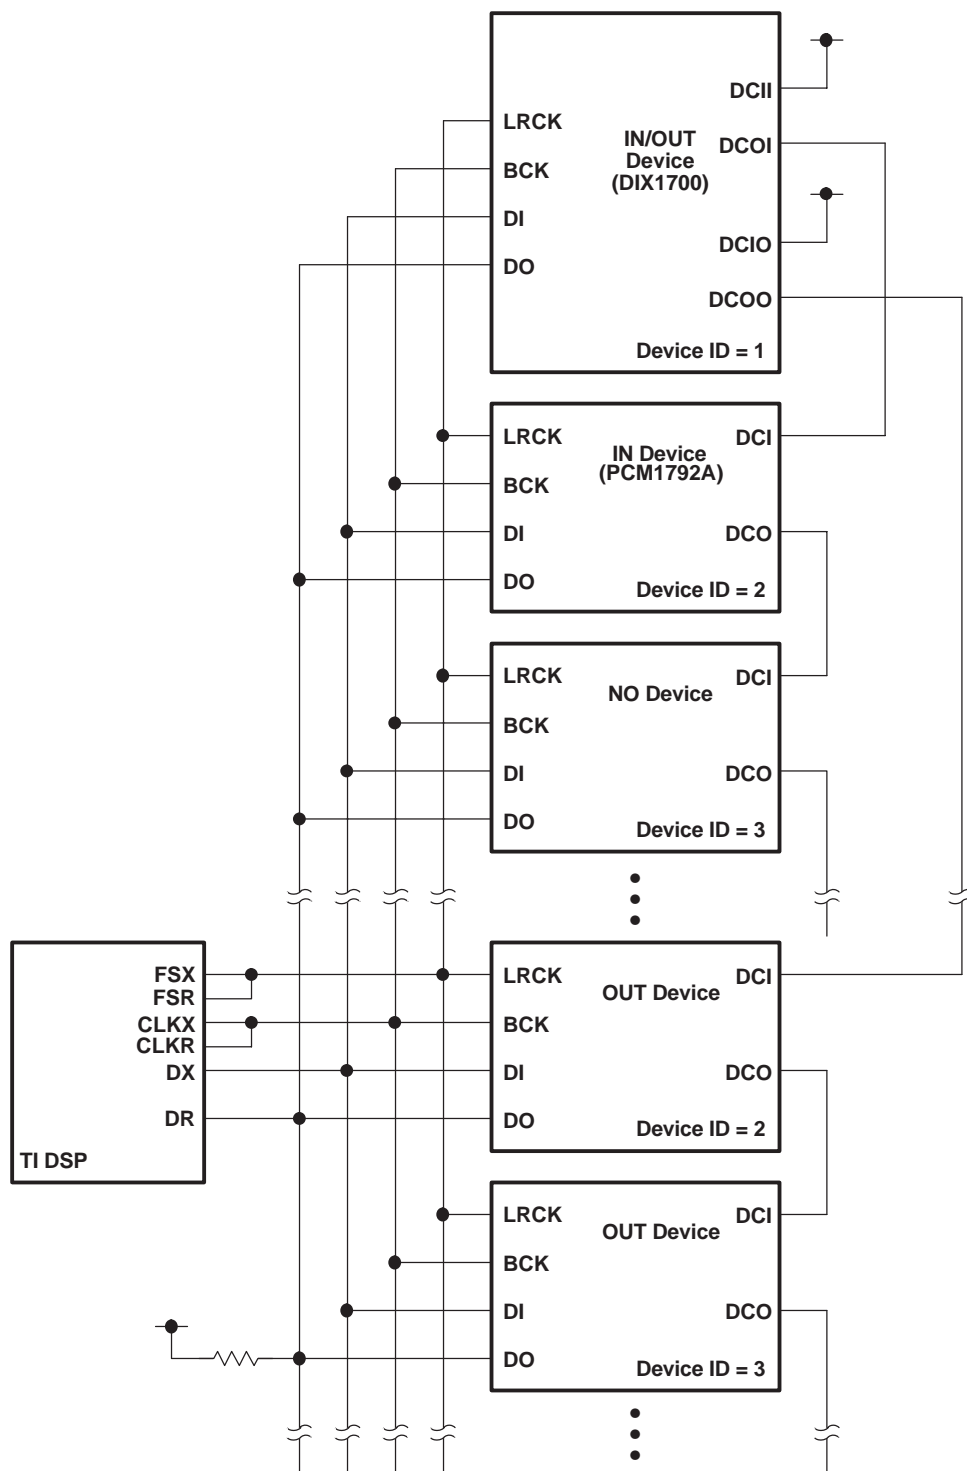 DCII
LRCK
IN/OUT
Device
(DIX1700)
DCOI
BCK
DI
DCIO
DO
DCOO
Device ID = 1
LRCK
DCI
IN Device
(PCM1792A)
BCK
DI
DCO
DO
Device ID = 2
LRCK
DCI
NO Device
BCK
DI
DCO
DO
Device ID = 3
FSX
FSR
CLKX
CLKR
DX
DR
TI DSP
LRCK
DCI
OUT Device
BCK
DI
DCO
DO
Device ID = 2
LRCK
DCI
OUT Device
BCK
DI
DCO
DO
Device ID = 3